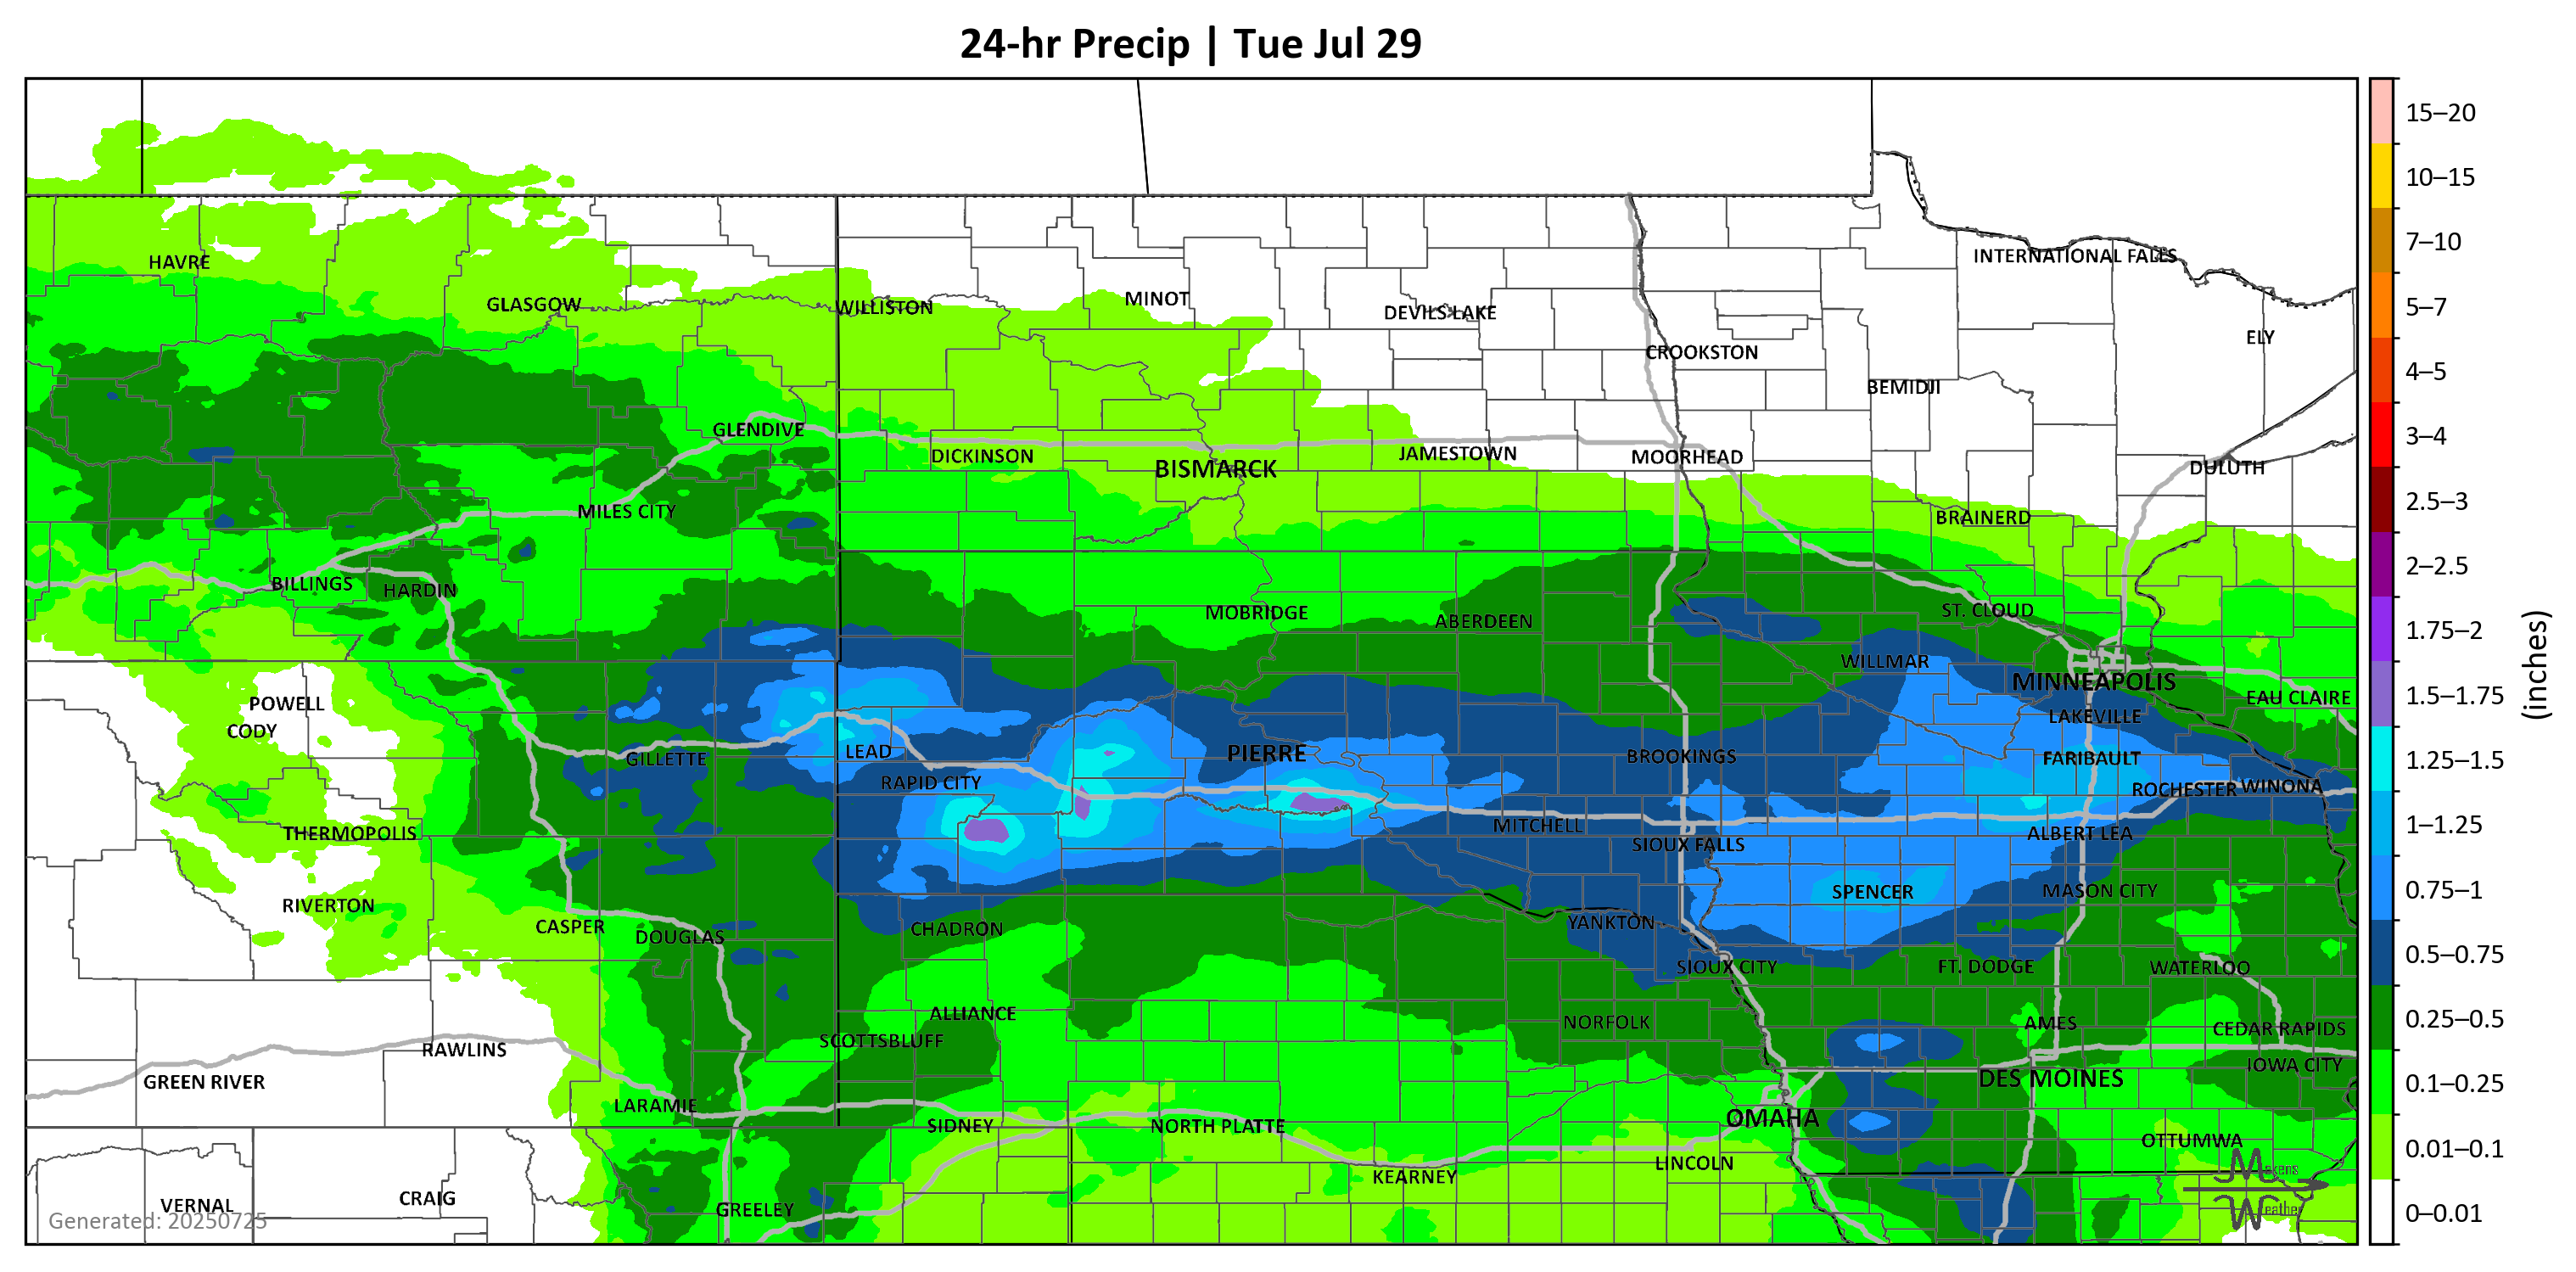 24-hr Precip | Tue Jul 29
15–20
10–15
7–10
5–7
4–5
3–4
2.5–3
2–2.5
1.75–2
1.5–1.75
1.25–1.5
1–1.25
0.75–1
0.5–0.75
0.25–0.5
0.1–0.25
0.01–0.1
0–0.01
(inches)
INTERNATIONAL FALLS
HAVRE
MINOT
GLASGOW
WILLISTON
DEVILS LAKE
ELY
CROOKSTON
BEMIDJI
GLENDIVE
DICKINSON
BISMARCK
JAMESTOWN
MOORHEAD
DULUTH
MILES CITY
BRAINERD
BILLINGS
HARDIN
MOBRIDGE
ABERDEEN
ST. CLOUD
WILLMAR
MINNEAPOLIS
POWELL
EAU CLAIRE
LAKEVILLE
CODY
LEAD
PIERRE
BROOKINGS
GILLETTE
FARIBAULT
RAPID CITY
ROCHESTER
WINONA
THERMOPOLIS
MITCHELL
ALBERT LEA
SIOUX FALLS
SPENCER
MASON CITY
RIVERTON
CASPER
DOUGLAS
CHADRON
YANKTON
SIOUX CITY
FT. DODGE
WATERLOO
ALLIANCE
NORFOLK
AMES
CEDAR RAPIDS
SCOTTSBLUFF
RAWLINS
IOWA CITY
GREEN RIVER
DES MOINES
LARAMIE
OMAHA
SIDNEY
NORTH PLATTE
OTTUMWA
LINCOLN
KEARNEY
VERNAL
CRAIG
GREELEY
Generated: 20250725
Makens
Weather